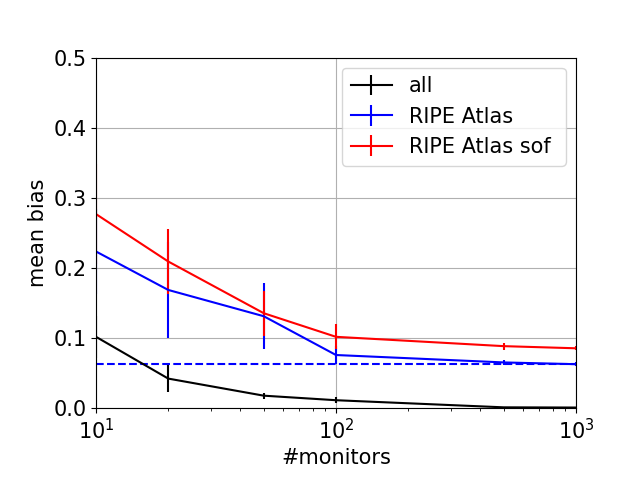 0.5
0.4
0.3
0.2
0.1
0.0
mean bias
all
RIPE Atlas
RIPE Atlas sof
10¹
10²
10³
#monitors